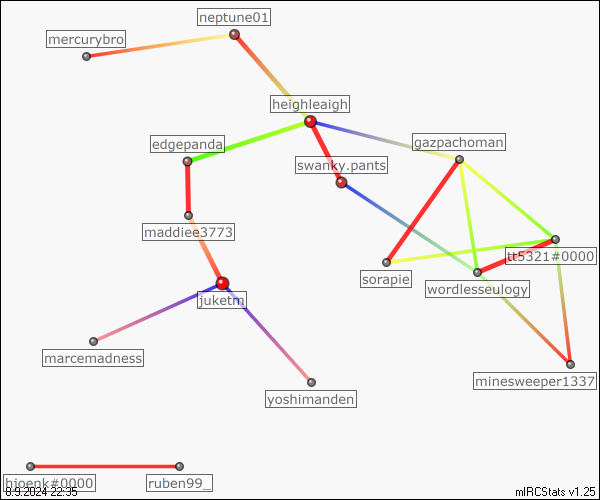 neptune01
mercurybro
heighleaigh
edgepanda
gazpachoman
swanky.pants
maddiee3773
tt5321#0000
sorapie
wordlesseulogy
juketm
marcemadness
minesweeper1337
yoshimanden
hjoenk#0000
ruben99_
8.9.2024 22:35
mIRCStats v1.25